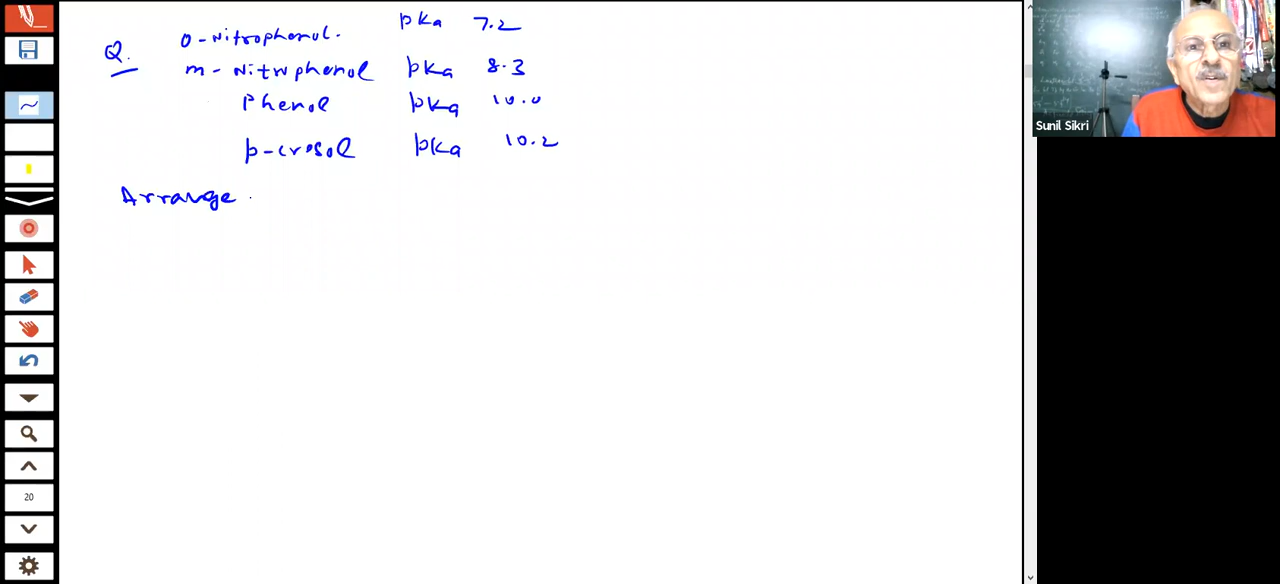 Q. o-Nitrophenol. pKa 7.2
m-Nitrophenol pKa 8.3
Phenol pKa 10.0
p-cresol pKa 10.2
Arrange
20
Sunil Sikri